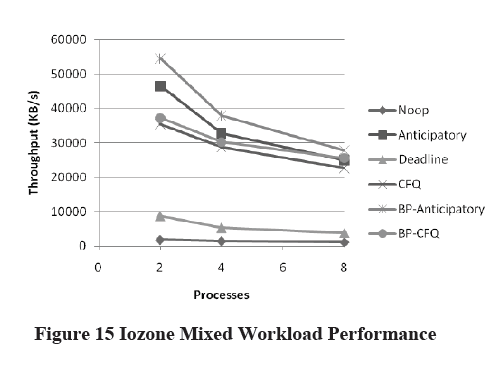 60000
50000
40000
30000
20000
10000
0
Throughput (KB/s)
0 2 4 6 8
Processes
Noop
Anticipatory
Deadline
CFQ
BP-Anticipatory
BP-CFQ
Figure 15 Iozone Mixed Workload Performance